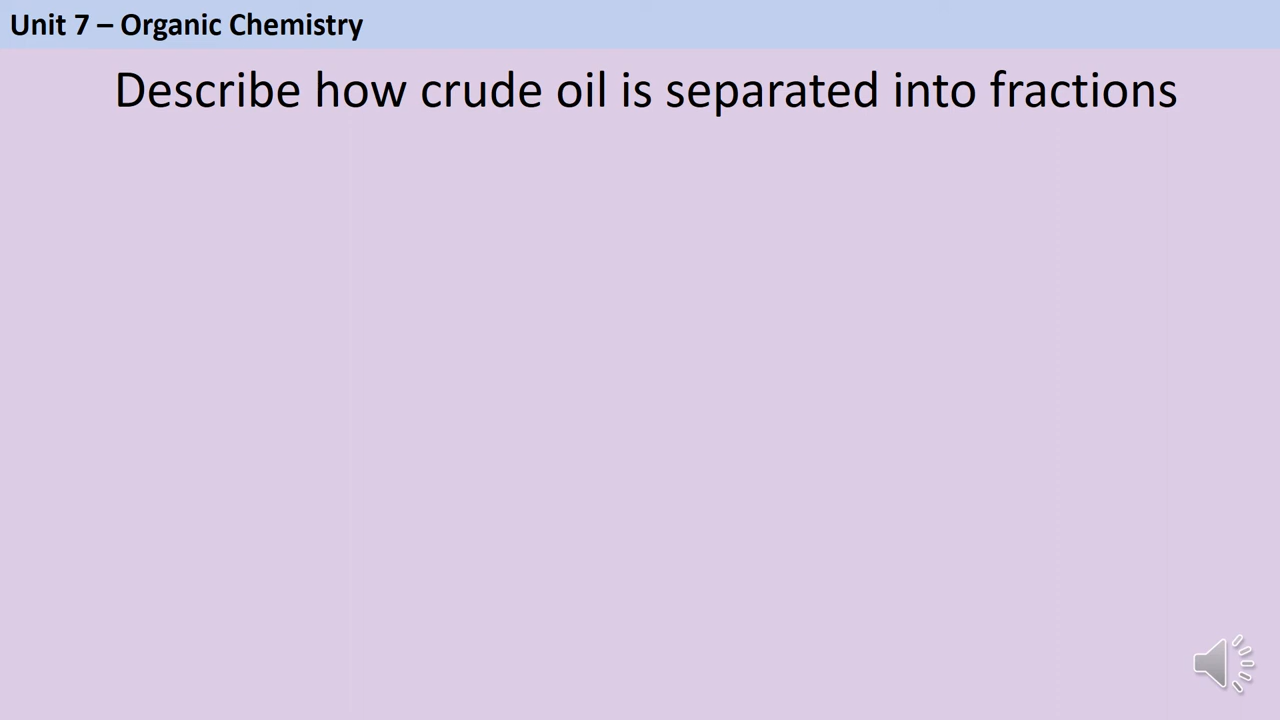 Unit 7 – Organic Chemistry
Describe how crude oil is separated into fractions